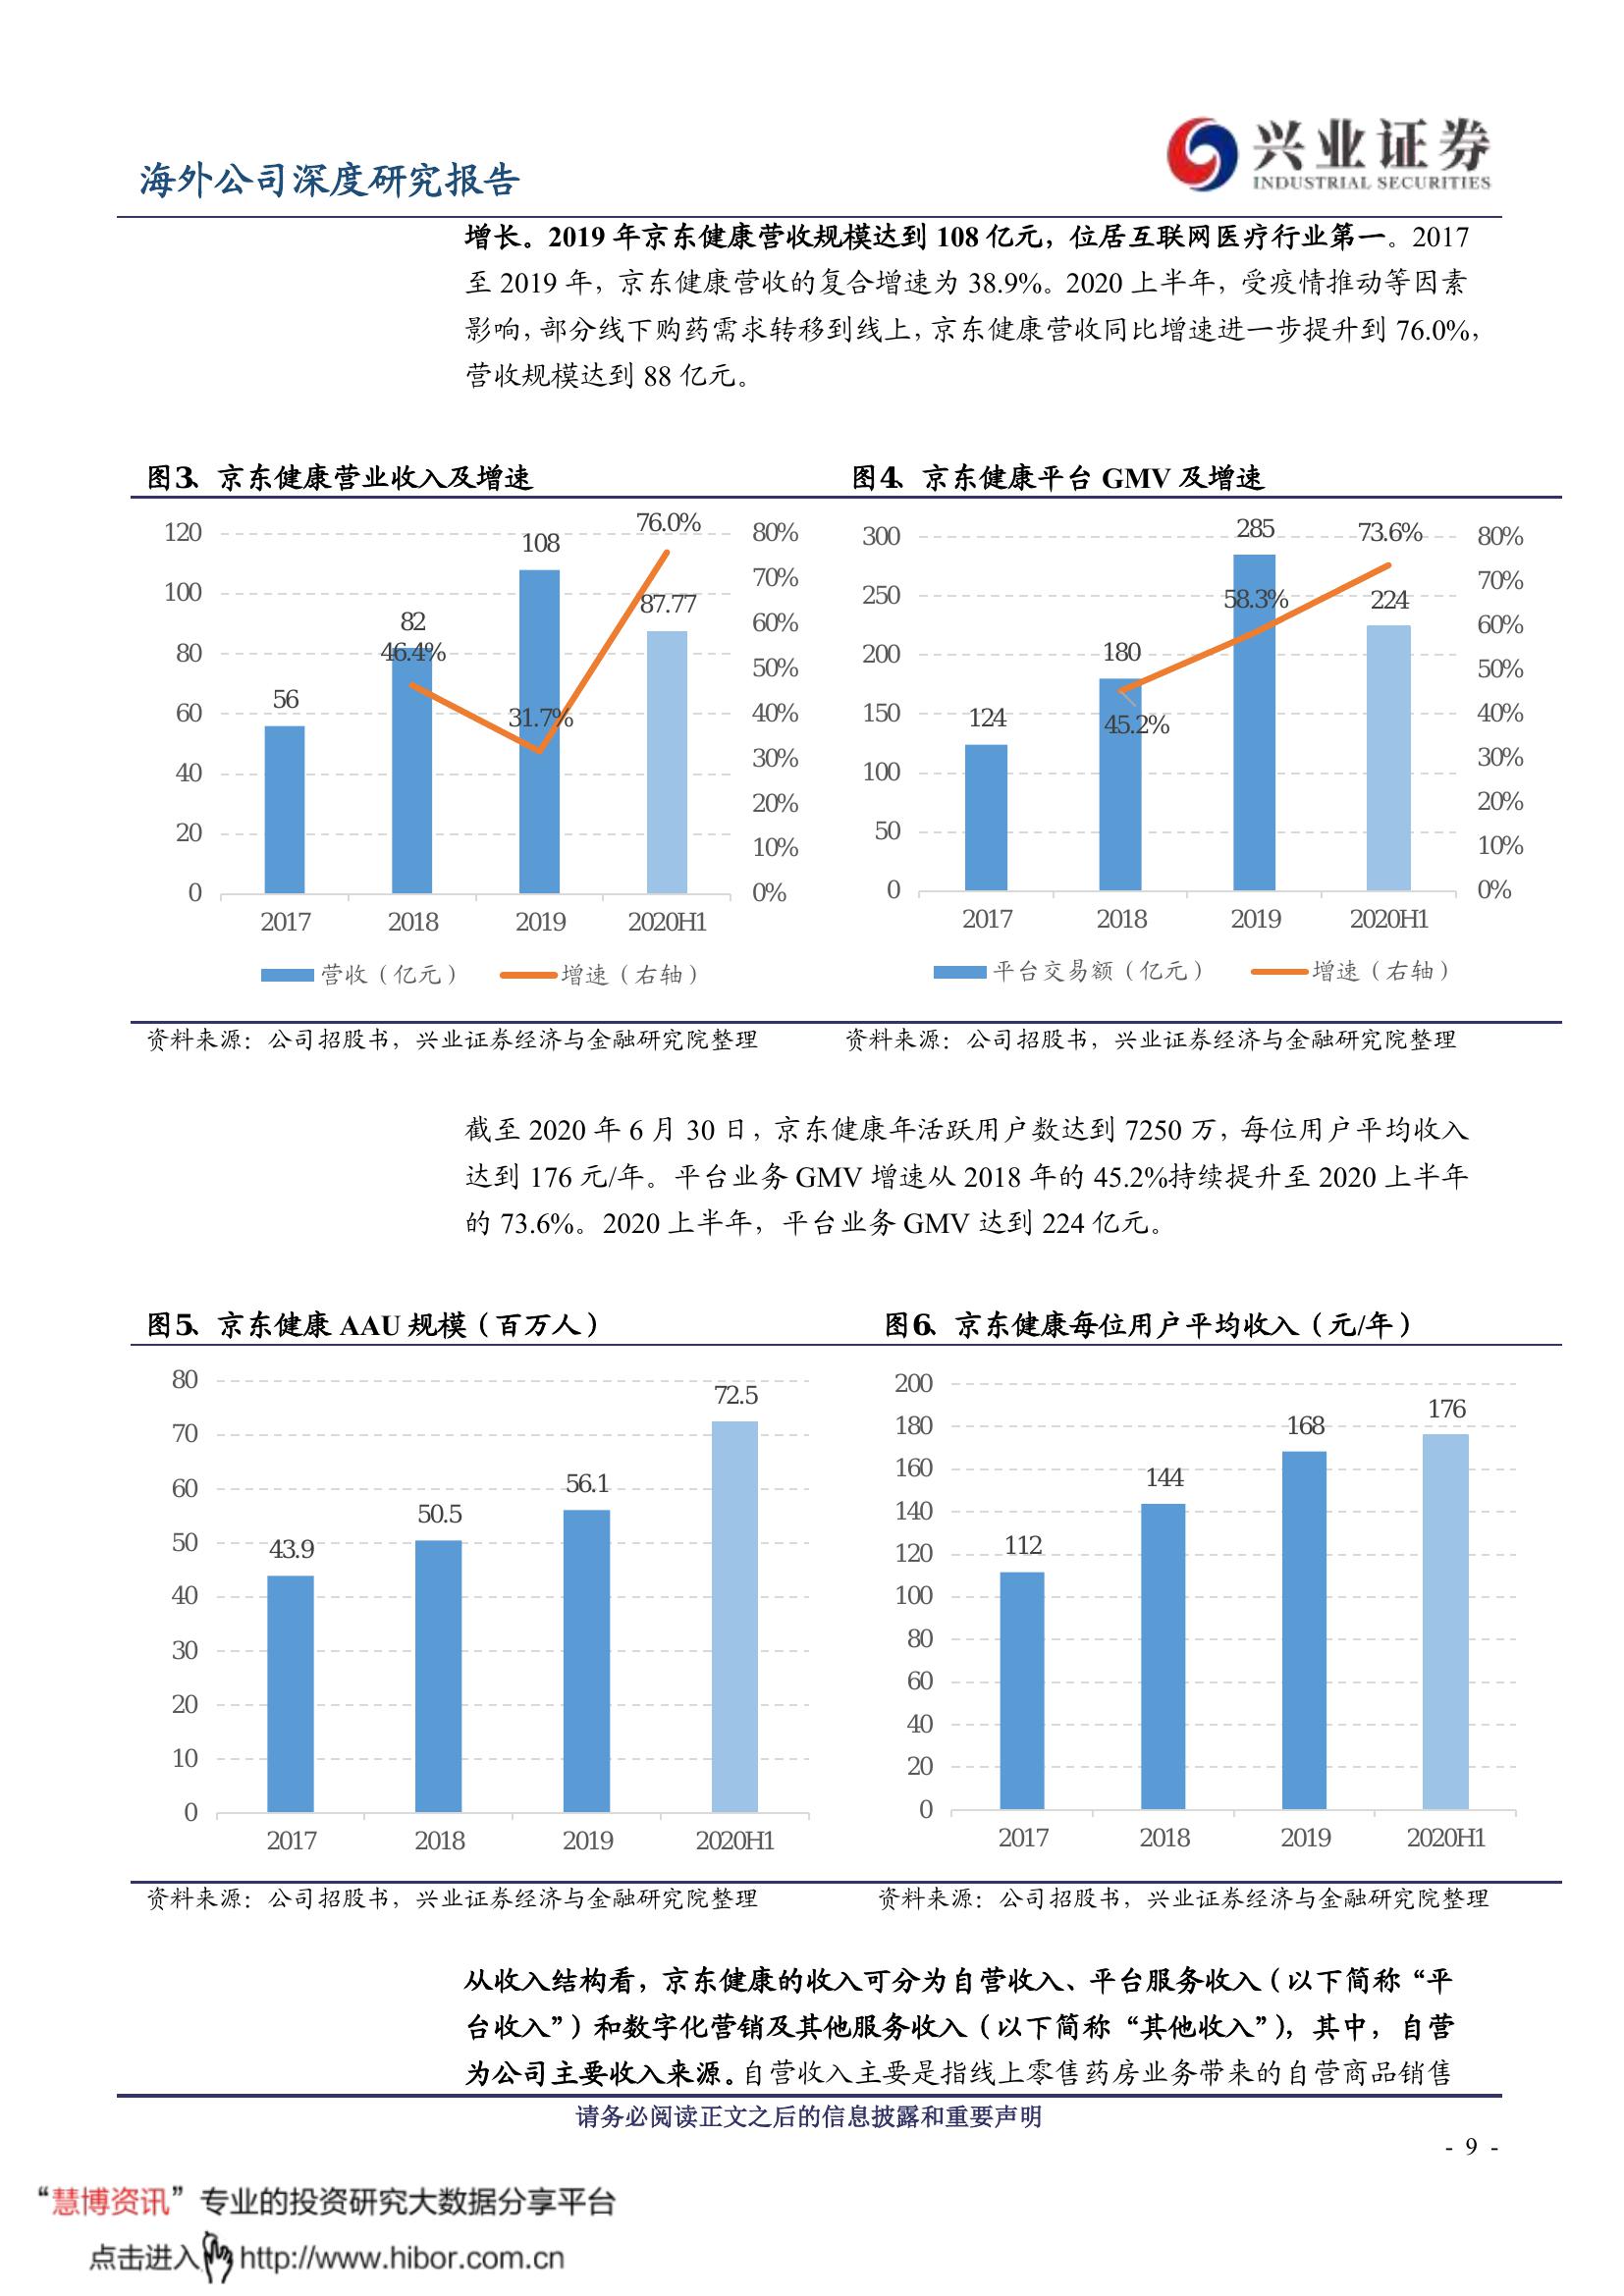 兴业证券
INDUSTRIAL SECURITIES
海外公司深度研究报告
增长。2019 年京东健康营收规模达到 108 亿元，位居互联网医疗行业第一。2017
至 2019 年，京东健康营收的复合增速为 38.9%。2020 上半年，受疫情推动等因素
影响，部分线下购药需求转移到线上，京东健康营收同比增速进一步提升到 76.0%，
营收规模达到 88 亿元。
图3、京东健康营业收入及增速
120
100
80
60
40
20
0
80%
70%
60%
50%
40%
30%
20%
10%
0%
56
82
108
87.77
46.4%
31.7%
76.0%
2017 2018 2019 2020H1
营收（亿元） 增速（右轴）
资料来源：公司招股书，兴业证券经济与金融研究院整理
图4、京东健康平台 GMV 及增速
300
250
200
150
100
50
0
80%
70%
60%
50%
40%
30%
20%
10%
0%
124
180
285
224
45.2%
58.3%
73.6%
2017 2018 2019 2020H1
平台交易额（亿元） 增速（右轴）
资料来源：公司招股书，兴业证券经济与金融研究院整理
截至 2020 年 6 月 30 日，京东健康年活跃用户数达到 7250 万，每位用户平均收入
达到 176 元/年。平台业务 GMV 增速从 2018 年的 45.2%持续提升至 2020 上半年
的 73.6%。2020 上半年，平台业务 GMV 达到 224 亿元。
图5、京东健康 AAU 规模（百万人）
80
70
60
50
40
30
20
10
0
43.9
50.5
56.1
72.5
2017 2018 2019 2020H1
资料来源：公司招股书，兴业证券经济与金融研究院整理
图6、京东健康每位用户平均收入（元/年）
200
180
160
140
120
100
80
60
40
20
0
112
144
168
176
2017 2018 2019 2020H1
资料来源：公司招股书，兴业证券经济与金融研究院整理
从收入结构看，京东健康的收入可分为自营收入、平台服务收入（以下简称“平
台收入”）和数字化营销及其他服务收入（以下简称“其他收入”），其中，自营
为公司主要收入来源。自营收入主要是指线上零售药房业务带来的自营商品销售
请务必阅读正文之后的信息披露和重要声明
- 9 -
“慧博资讯”专业的投资研究大数据分享平台
点击进入 http://www.hibor.com.cn